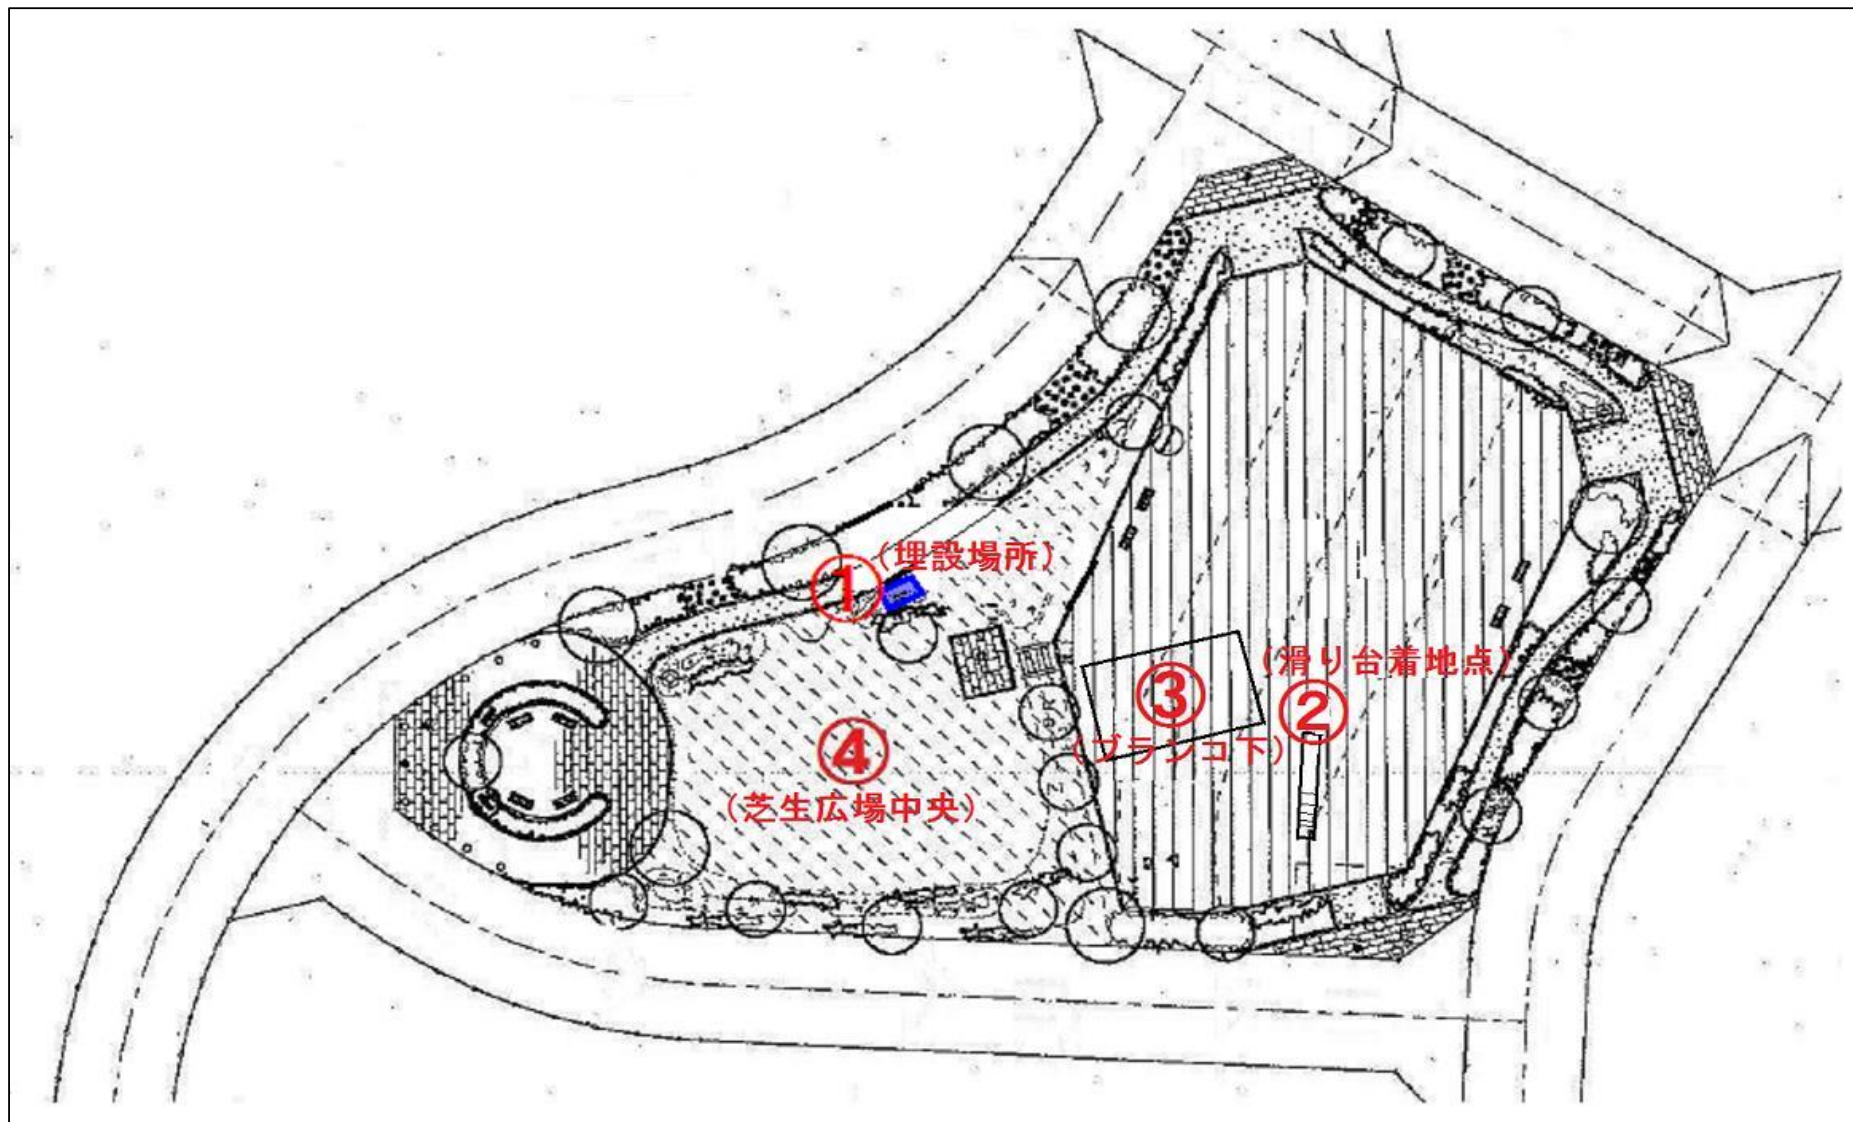 ① （埋設場所）
（滑り台着地点）
③ ②
（ブランコ下）
④
（芝生広場中央）